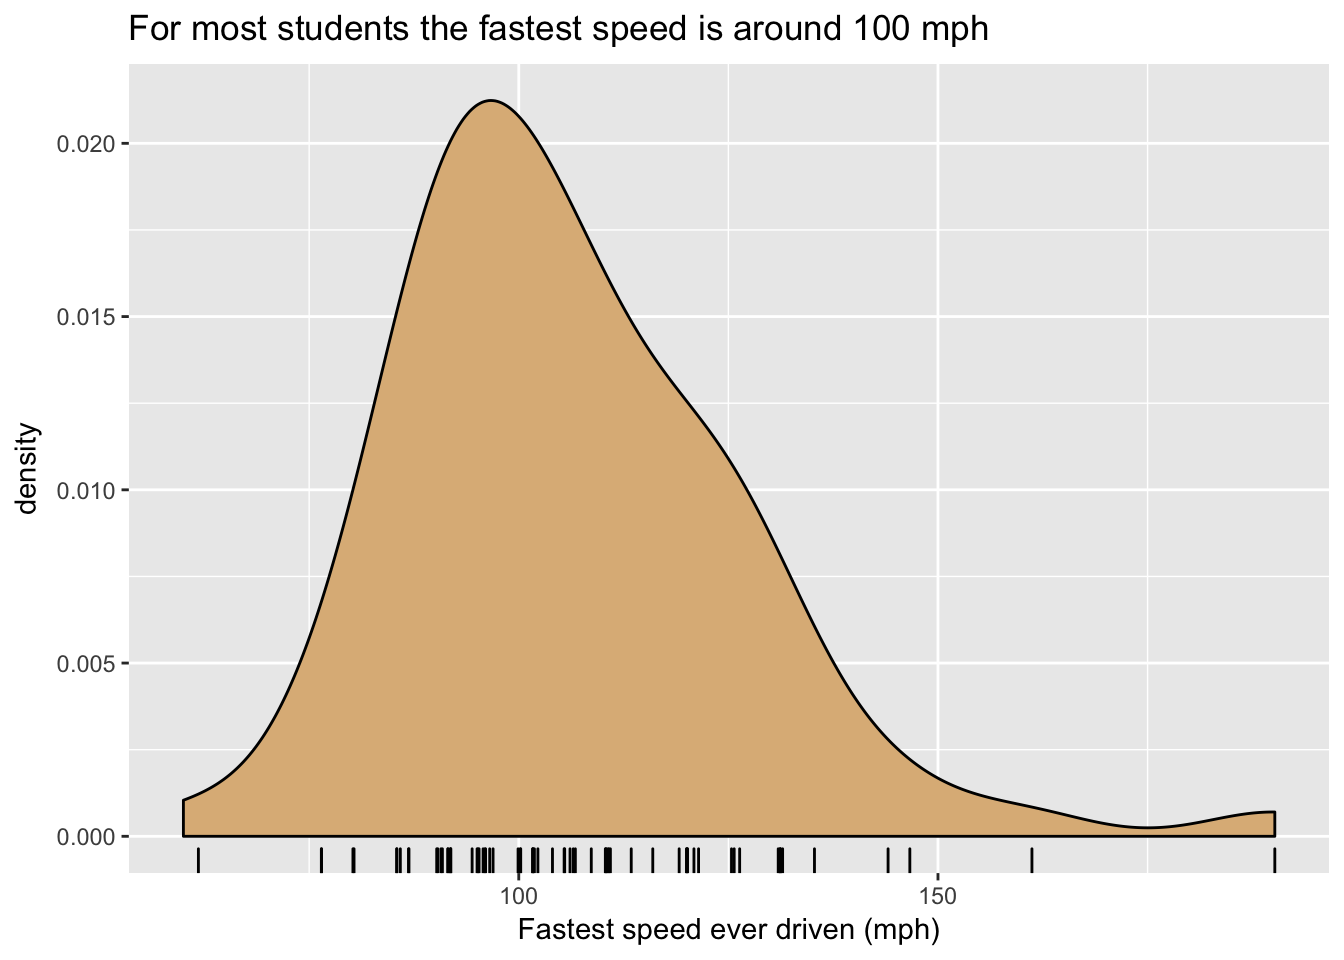 For most students the fastest speed is around 100 mph
0.020
0.015
0.010
0.005
0.000
density
100 150
Fastest speed ever driven (mph)